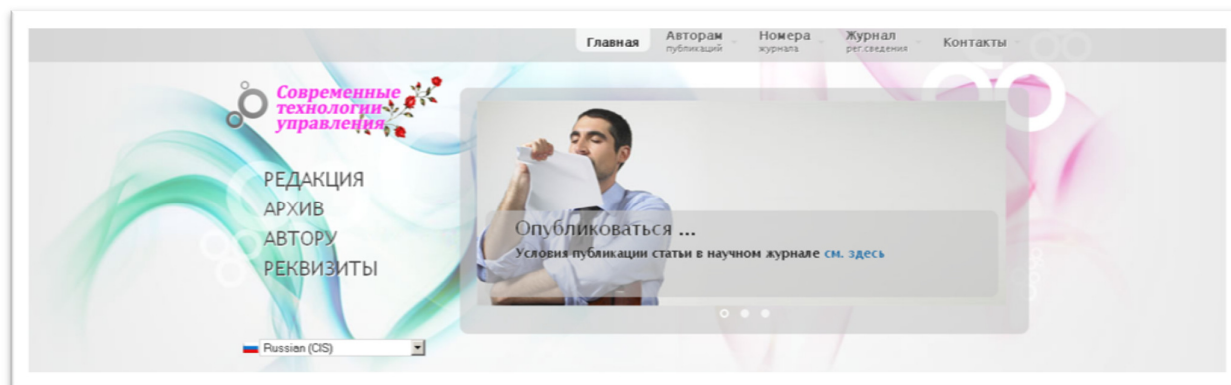 Главная
Авторам
публикаций
Номера
журнала
Журнал
рег.сведения
Контакты
Современные
технологии
управления
РЕДАКЦИЯ
АРХИВ
АВТОРУ
РЕКВИЗИТЫ
Опубликоваться ...
Условия публикации статьи в научном журнале см. здесь
Russian (CIS)